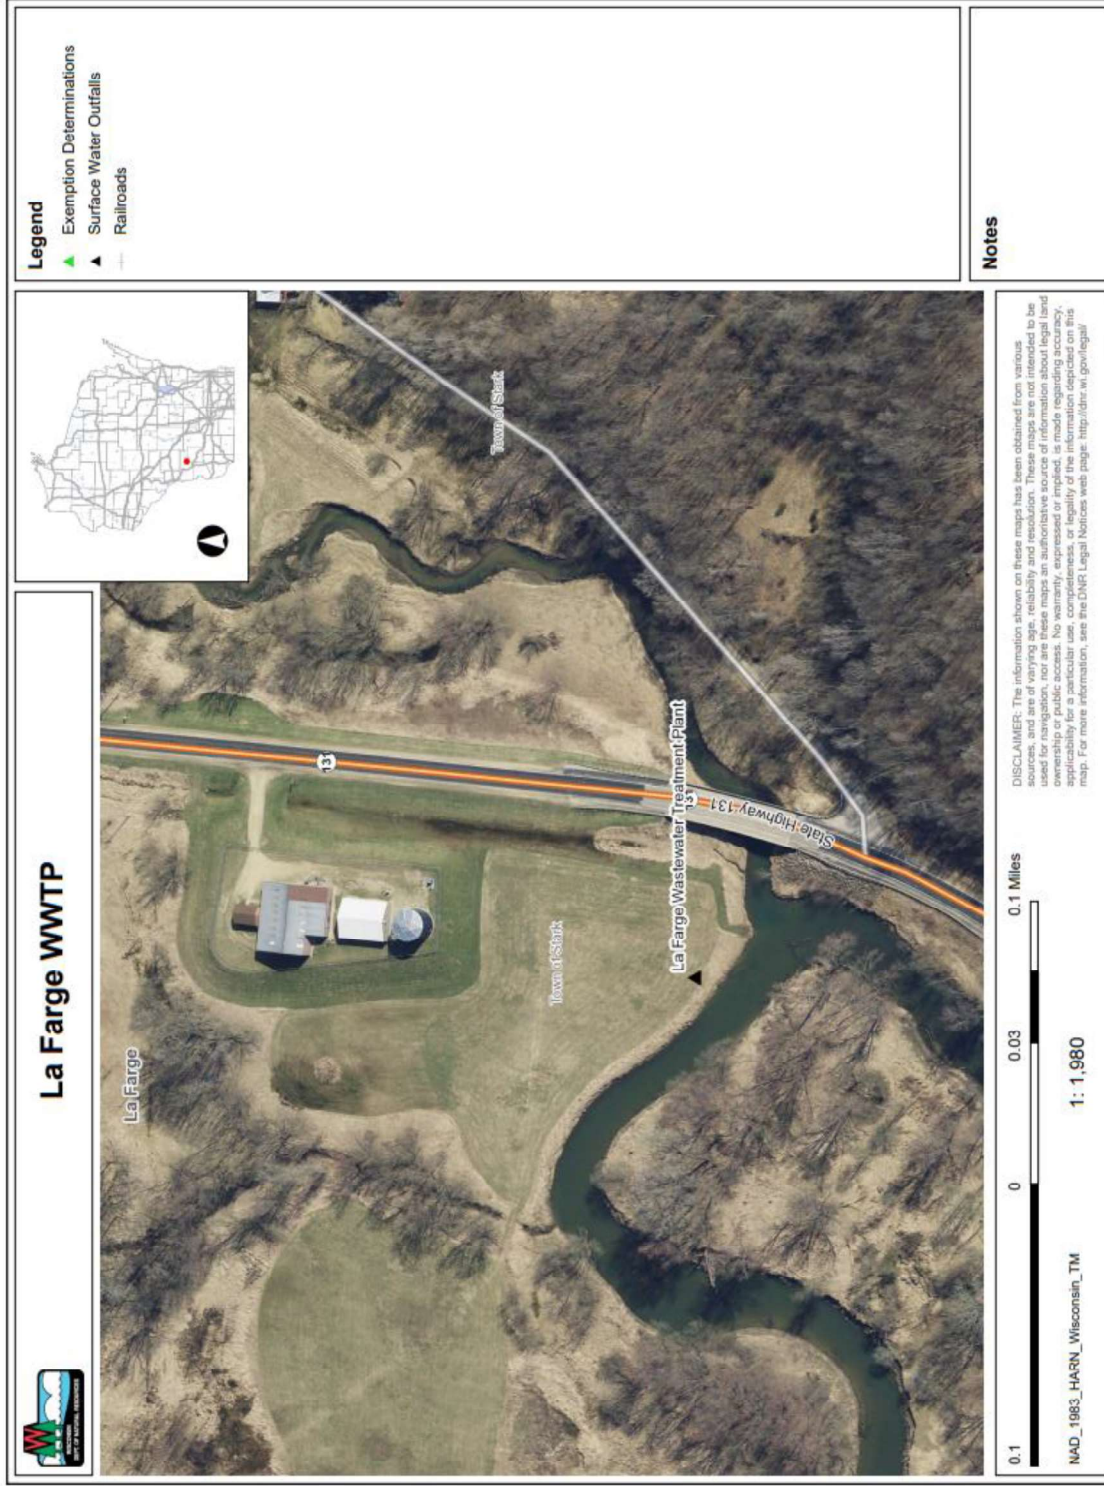 WISCONSIN
DEPT. OF NATURAL RESOURCES
La Farge WWTP
Legend
Exemption Determinations
Surface Water Outfalls
Railroads
La Farge
Town of Stark
131
Town of Stark
La Farge Wastewater Treatment Plant
131
State Highway 131
0.1
0
0.03
0.1 Miles
NAD_1983_HARN_Wisconsin_TM
1: 1,980
DISCLAIMER: The information shown on these maps has been obtained from various
sources, and are of varying age, reliability and resolution. These maps are not intended to be
used for navigation, nor are these maps an authoritative source of information about legal land
ownership or public access. No warranty, expressed or implied, is made regarding accuracy,
applicability for a particular use, completeness, or legality of the information depicted on this
map. For more information, see the DNR Legal Notices web page: http://dnr.wi.gov/legal/
Notes